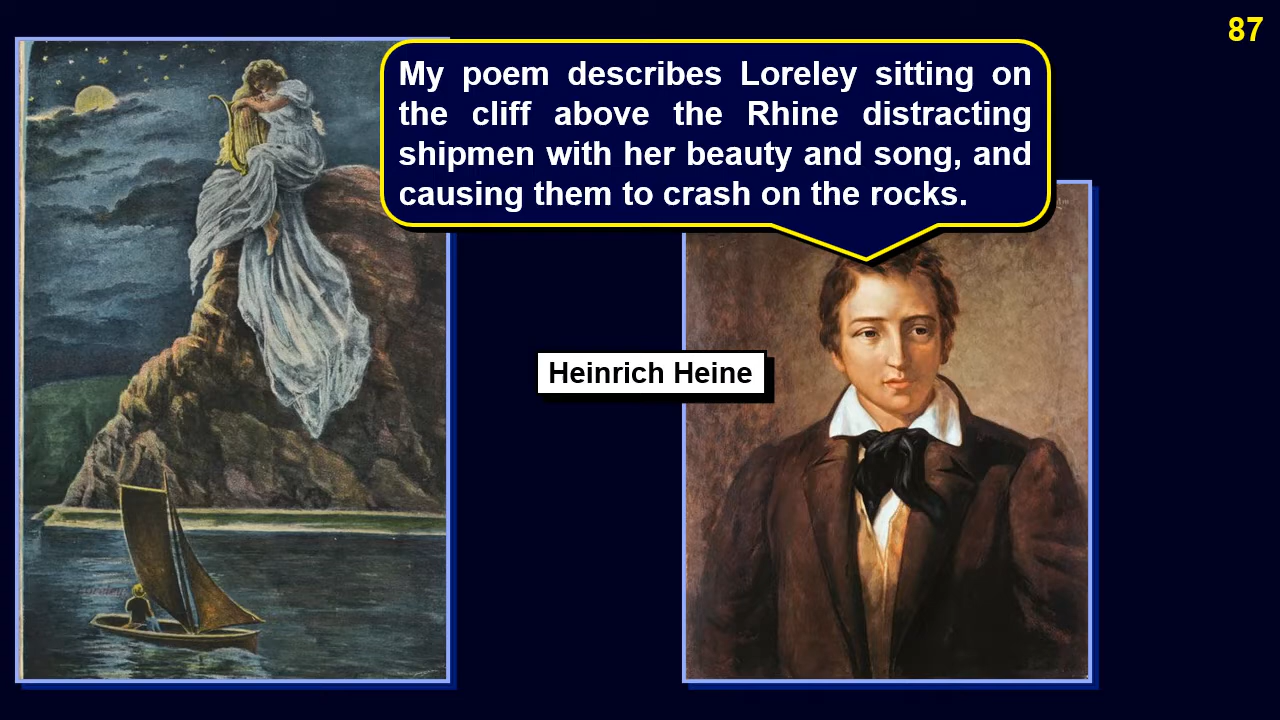 87
My poem describes Loreley sitting on
the cliff above the Rhine distracting
shipmen with her beauty and song, and
causing them to crash on the rocks.
Heinrich Heine